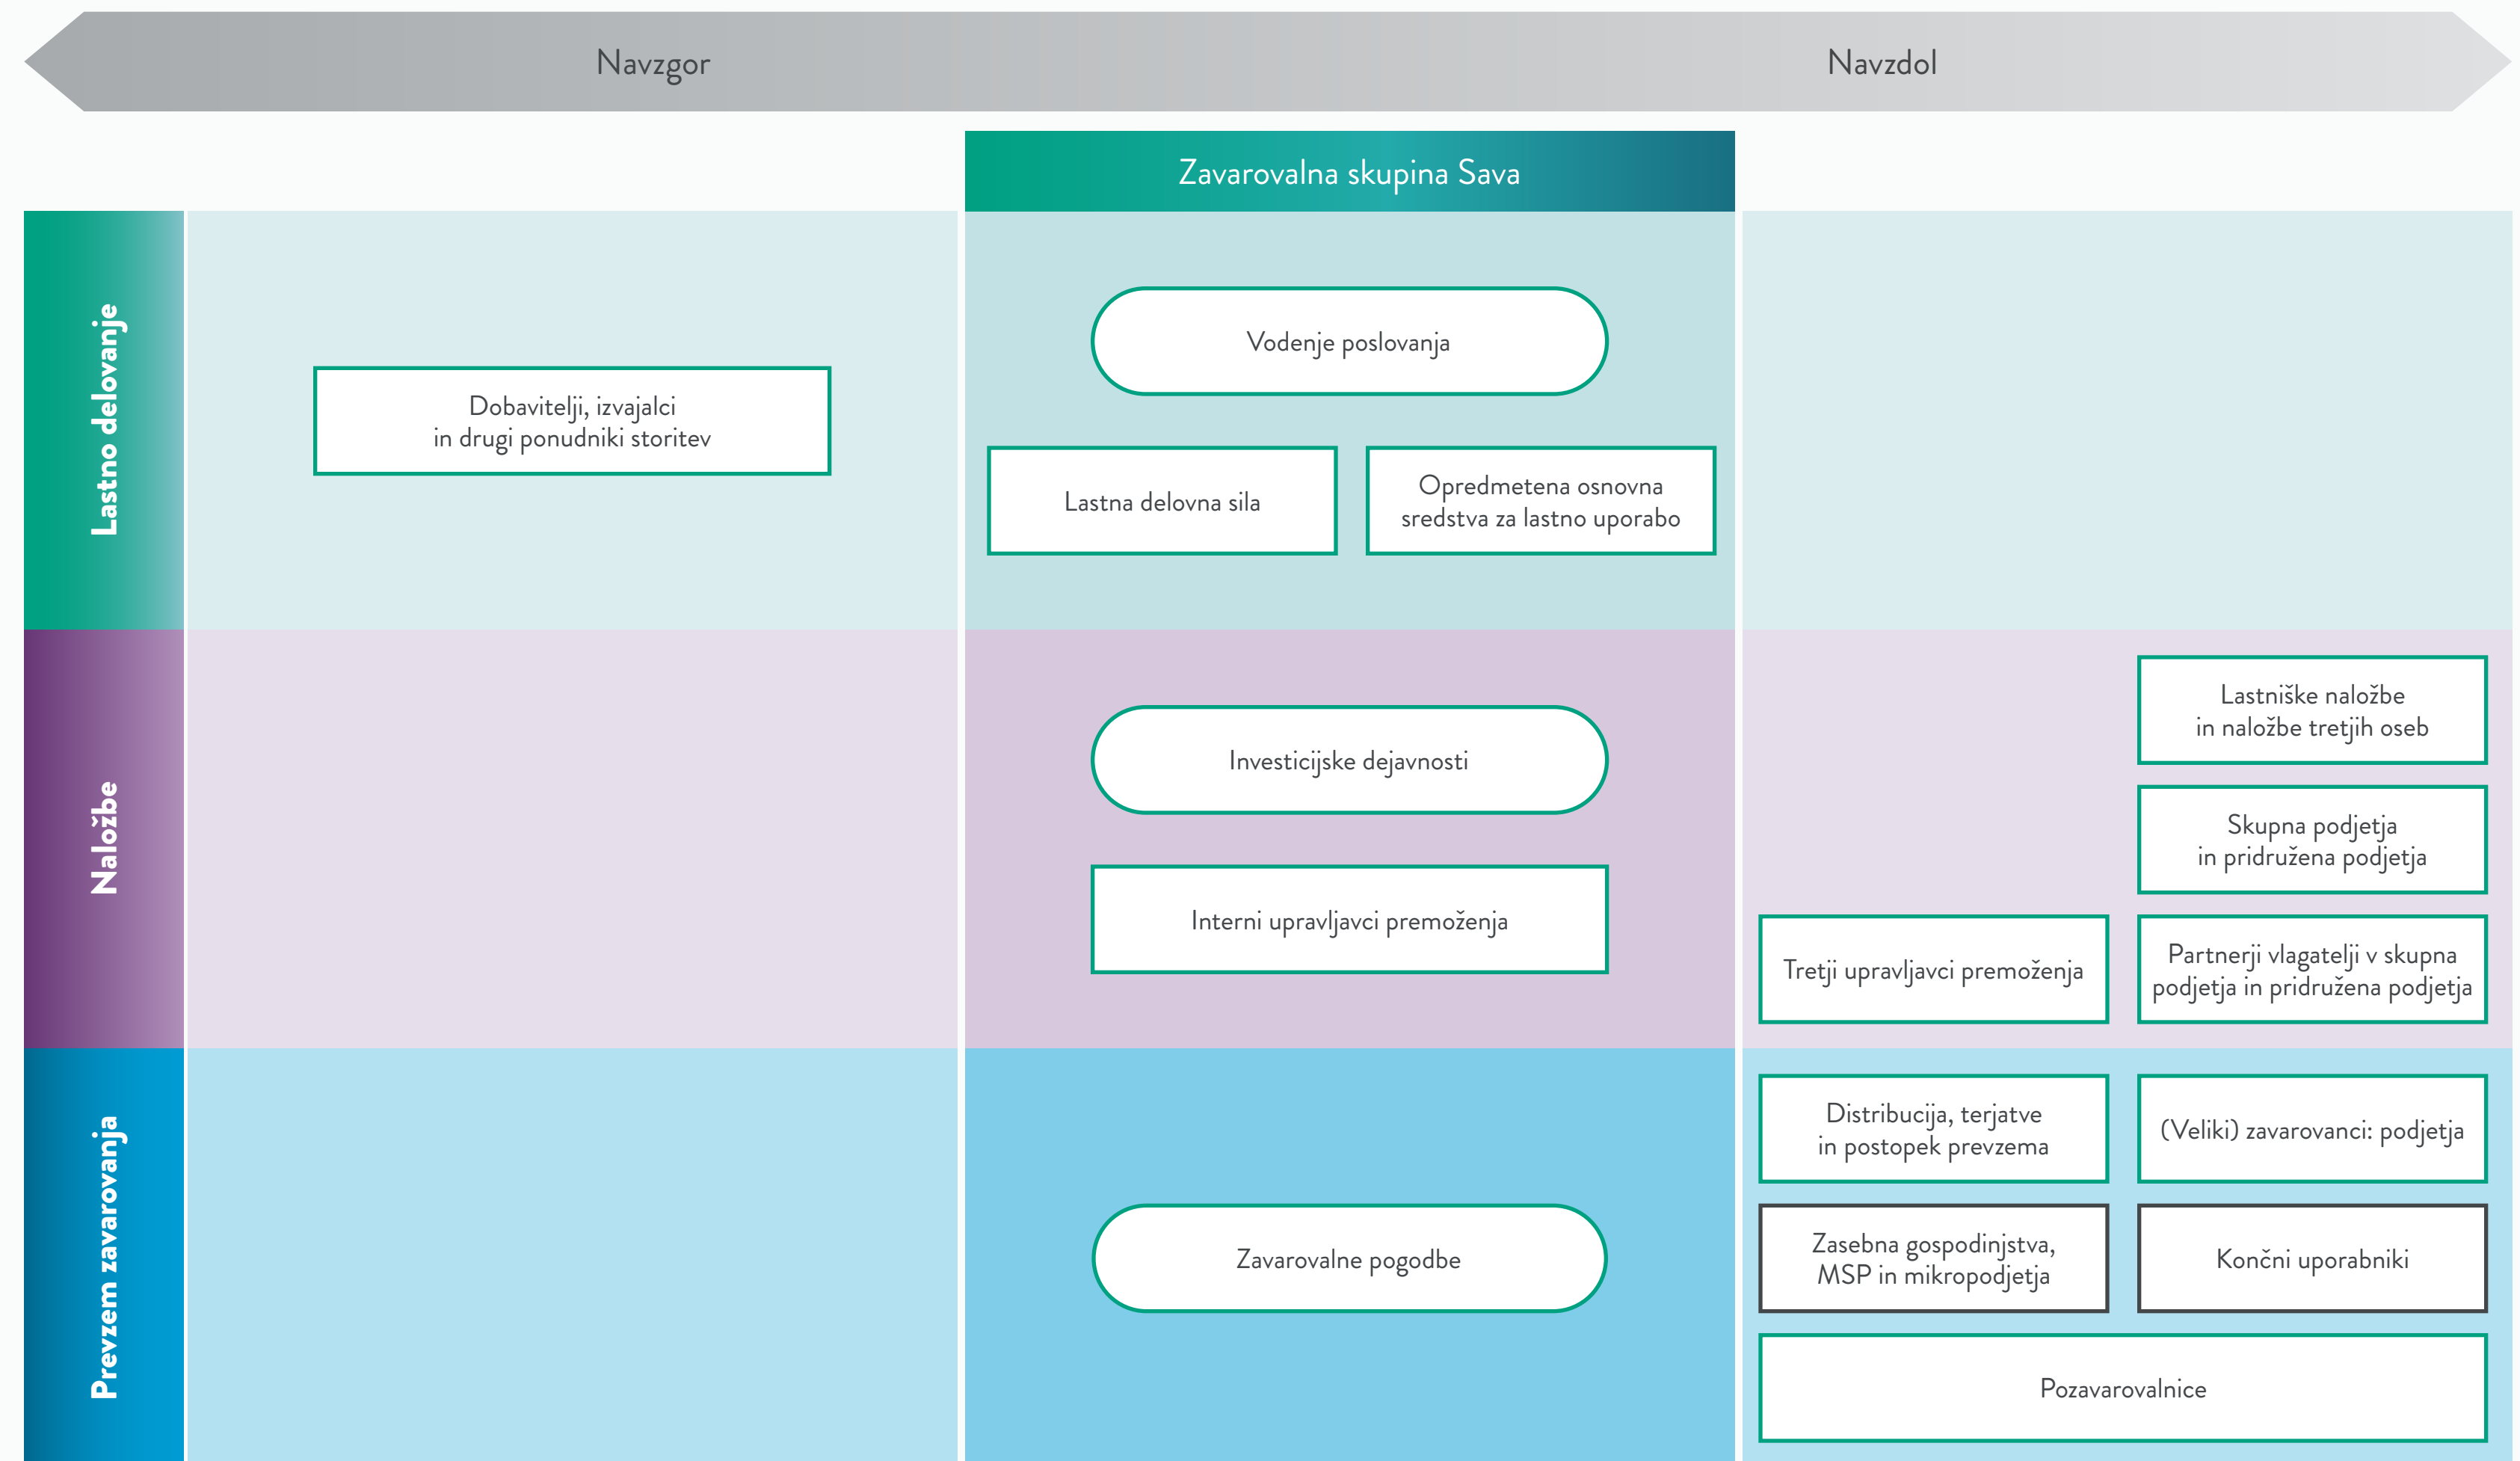 Navzgor
Navzdol
Zavarovalna skupina Sava
Lastno delovanje
Dobavitelji, izvajalci
in drugi ponudniki storitev
Vodenje poslovanja
Lastna delovna sila
Opredmetena osnovna
sredstva za lastno uporabo
Naložbe
Investicijske dejavnosti
Interni upravljavci premoženja
Lastniške naložbe
in naložbe tretjih oseb
Skupna podjetja
in pridružena podjetja
Tretji upravljavci premoženja
Partnerji vlagatelji v skupna
podjetja in pridružena podjetja
Prevzem zavarovanja
Zavarovalne pogodbe
Distribucija, terjatve
in postopek prevzema
(Veliki) zavarovanci: podjetja
Zasebna gospodinjstva,
MSP in mikropodjetja
Končni uporabniki
Pozavarovalnice